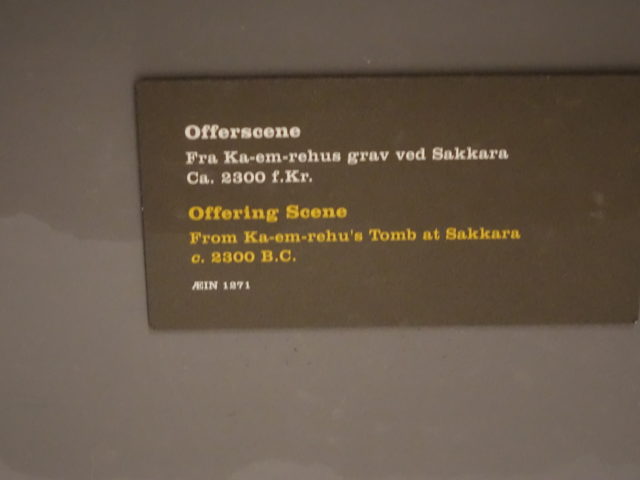 Offerscene
Fra Ka-em-rehus grav ved Sakkara
Ca. 2300 f.Kr.
Offering Scene
From Ka-em-rehu's Tomb at Sakkara
c. 2300 B.C.
ÆIN 1271